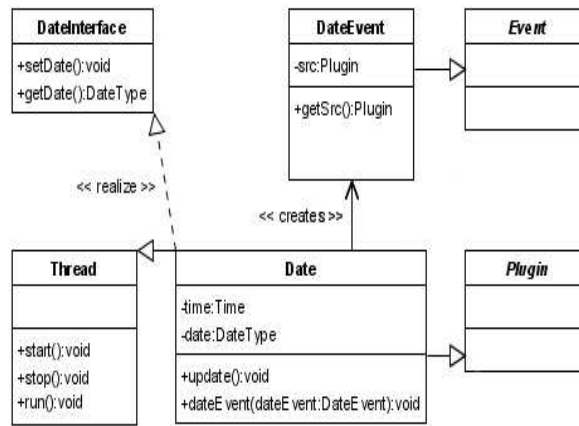 DateInterface
+setDate():void
+getDate():DateType
DateEvent
-src:Plugin
+getSrc():Plugin
Event
<< realize >>
<< creates >>
Thread
+start():void
+stop():void
+run():void
Date
-time:Time
-date:DateType
+update():void
+dateEvent(dateEvent:DateEvent):void
Plugin